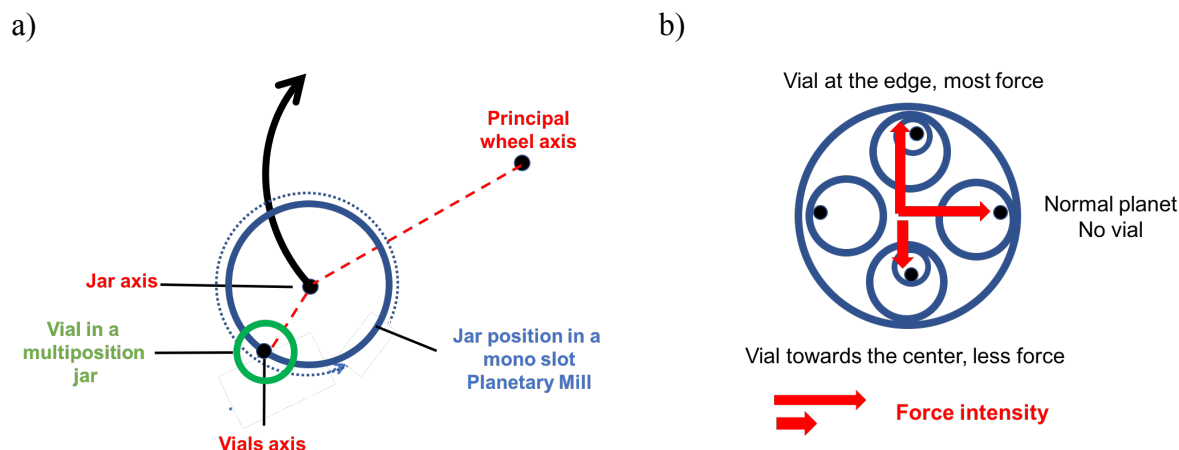 a)
Principal
wheel axis
Jar axis
Vial in a
multiposition
jar
Jar position in a
mono slot
Planetary Mill
Vials axis
b)
Vial at the edge, most force
Normal planet
No vial
Vial towards the center, less force
Force intensity